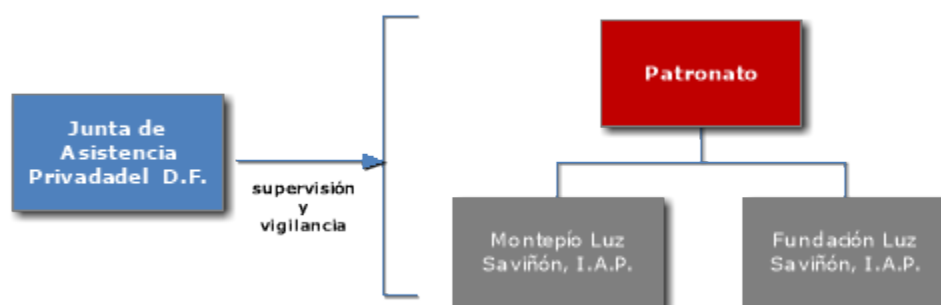 Junta de
Asistencia
Privadadel D.F.
supervisión
y
vigilancia
Patronato
Montepío Luz
Saviñón, I.A.P.
Fundación Luz
Saviñón, I.A.P.